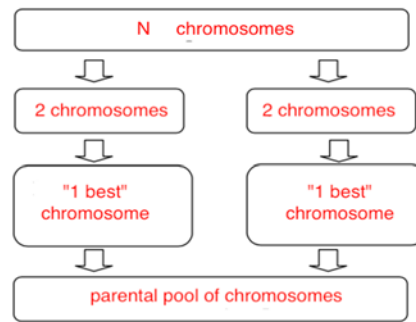 N chromosomes
2 chromosomes
2 chromosomes
"1 best"
chromosome
"1 best"
chromosome
parental pool of chromosomes